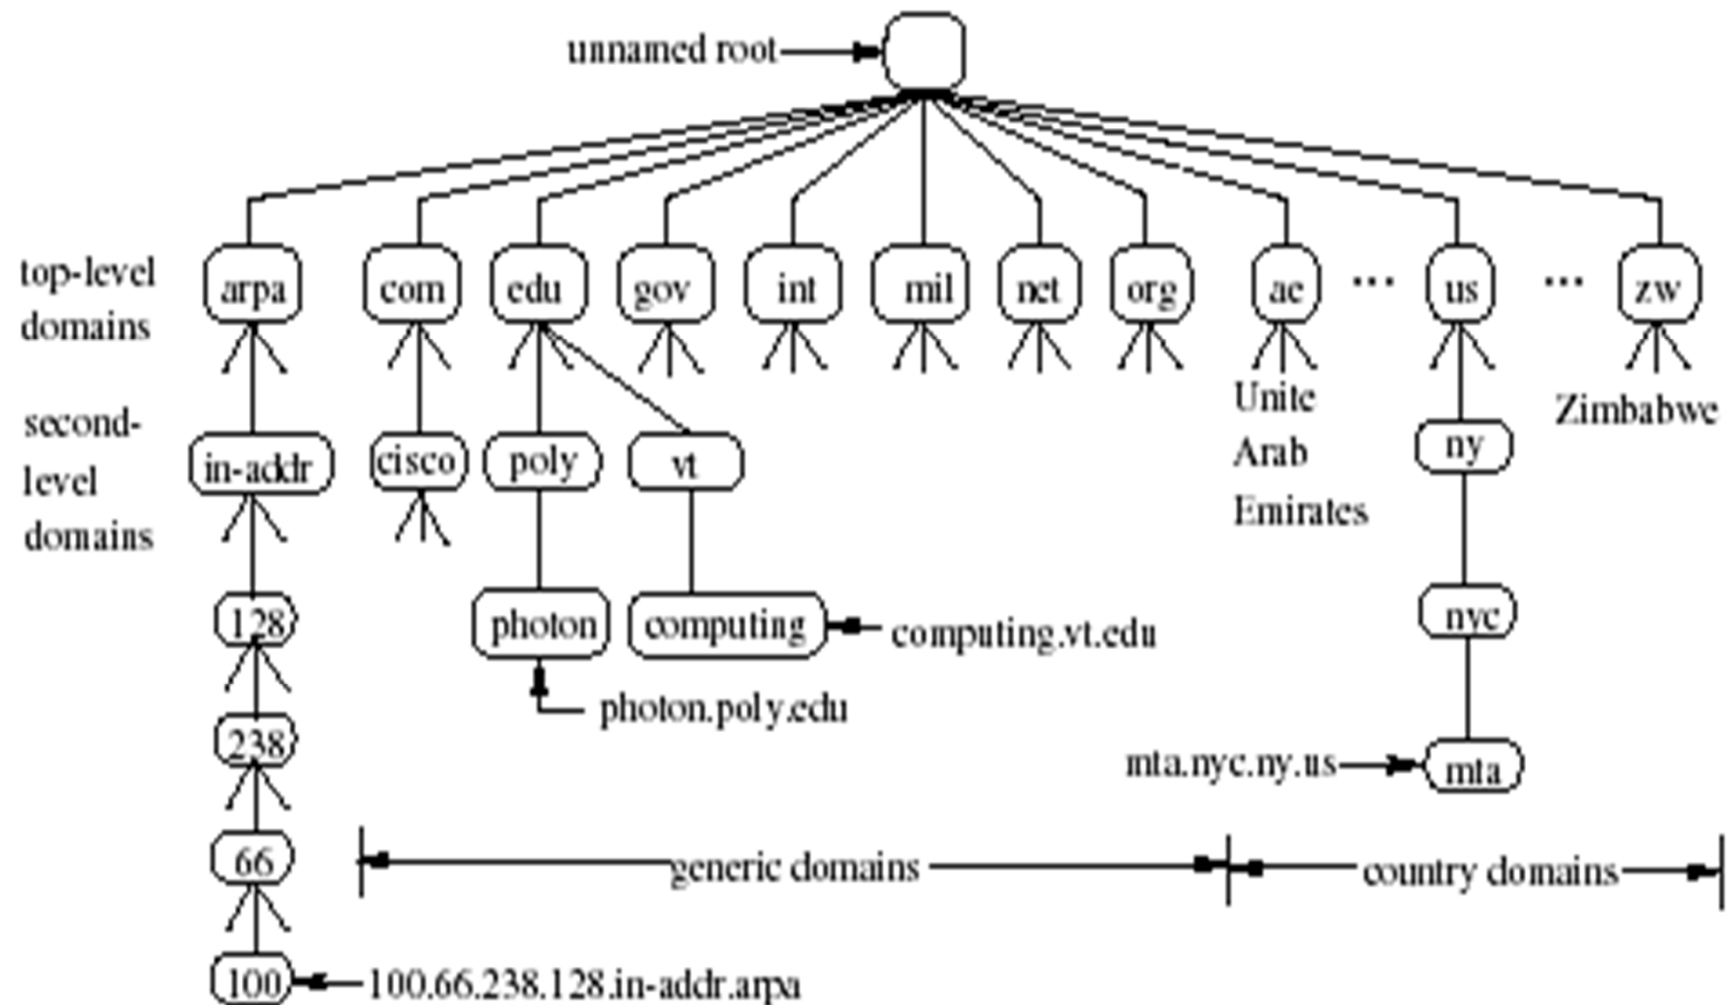 unnamed root
top-level
domains
arpa
com
edu
gov
int
mil
net
org
ae
...
us
...
zw
Unite
Arab
Emirates
Zimbabwe
second-
level
domains
in-addr
cisco
poly
vt
ny
128
photon
computing
computing.vt.edu
nyc
photon.poly.edu
238
mta.nyc.ny.us
mta
66
generic domains
country domains
100
100.66.238.128.in-addr.arpa